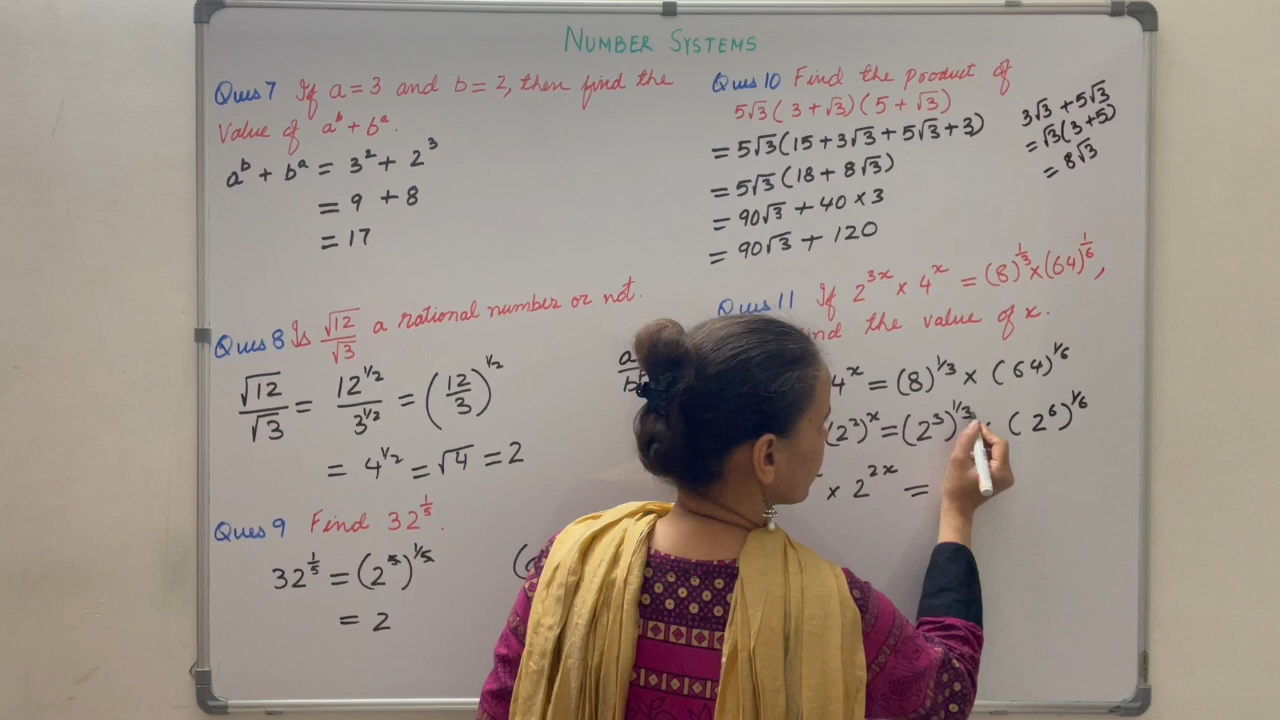 NUMBER SYSTEMS
Ques 7 If a = 3 and b = 2, then find the
Value of a^b + b^a.
a^b + b^a = 3^2 + 2^3
= 9 + 8
= 17
Ques 8 Is √12/√3 a rational number or not.
√12/√3 = 12^1/2 / 3^1/2 = (12/3)^1/2
= 4^1/2 = √4 = 2
Ques 9 Find 32^1/5.
32^1/5 = (2^5)^1/5
= 2
Ques 10 Find the product of
5√3 (3 + √3) (5 + √3)
= 5√3 (15 + 3√3 + 5√3 + 3)
= 5√3 (18 + 8√3)
= 90√3 + 40 × 3
= 90√3 + 120
3√3 + 5√3
= √3 (3 + 5)
= 8√3
Ques 11 If 2^3x × 4^x = (8)^1/3 × (64)^1/6,
the value of x.
4^x = (8)^1/3 × (64)^1/6
(2^2)^x = (2^3)^1/3 (2^6)^1/6
× 2^2x =